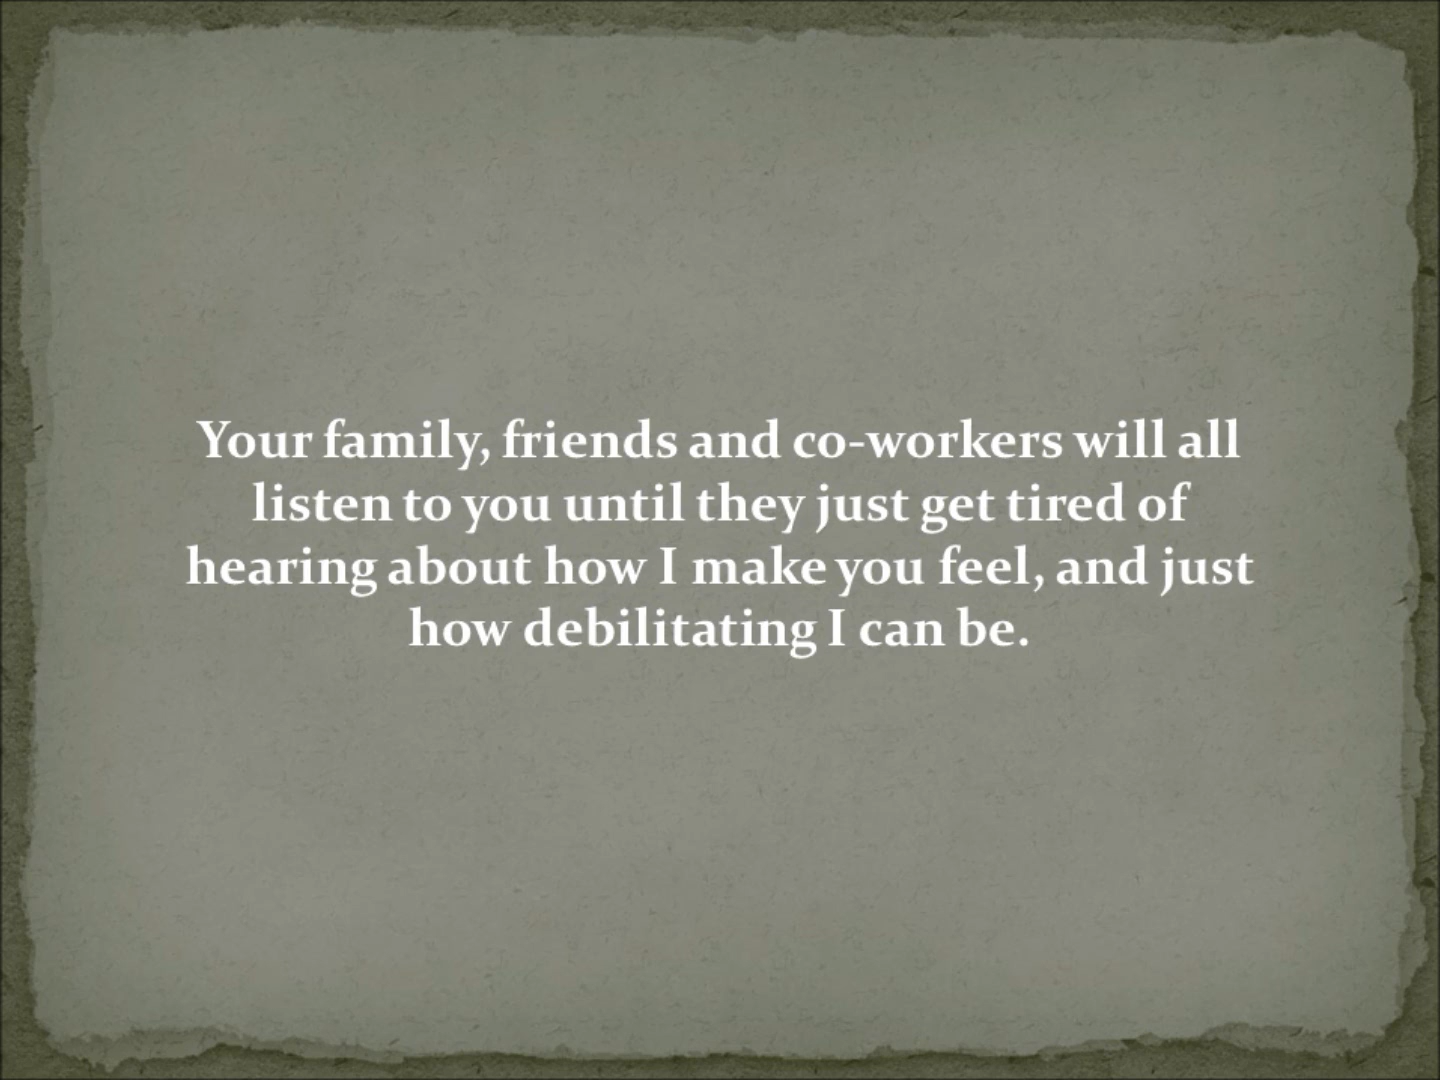 Your family, friends and co-workers will all
listen to you until they just get tired of
hearing about how I make you feel, and just
how debilitating I can be.